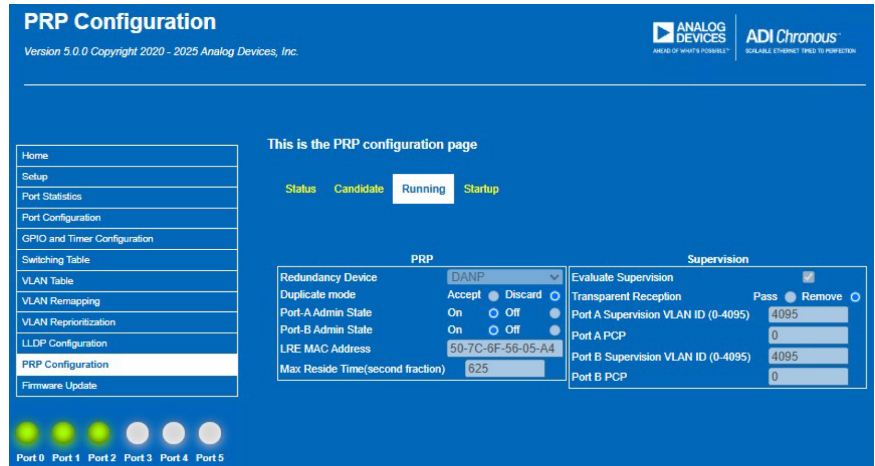 PRP Configuration
Version 5.0.0 Copyright 2020 - 2025 Analog Devices, Inc.
ANALOG DEVICES
AHEAD OF WHAT'S POSSIBLE™
ADI Chronous™
SCALABLE ETHERNET TIMED TO PERFECTION
This is the PRP configuration page
Status Candidate Running Startup
Home
Setup
Port Statistics
Port Configuration
GPIO and Timer Configuration
Switching Table
VLAN Table
VLAN Remapping
VLAN Reprioritization
LLDP Configuration
PRP Configuration
Firmware Update
PRP
Redundancy Device DANP
Duplicate mode Accept Discard
Port-A Admin State On Off
Port-B Admin State On Off
LRE MAC Address 50-7C-6F-56-05-A4
Max Reside Time(second fraction) 625
Supervision
Evaluate Supervision
Transparent Reception Pass Remove
Port A Supervision VLAN ID (0-4095) 4095
Port A PCP 0
Port B Supervision VLAN ID (0-4095) 4095
Port B PCP 0
Port 0 Port 1 Port 2 Port 3 Port 4 Port 5